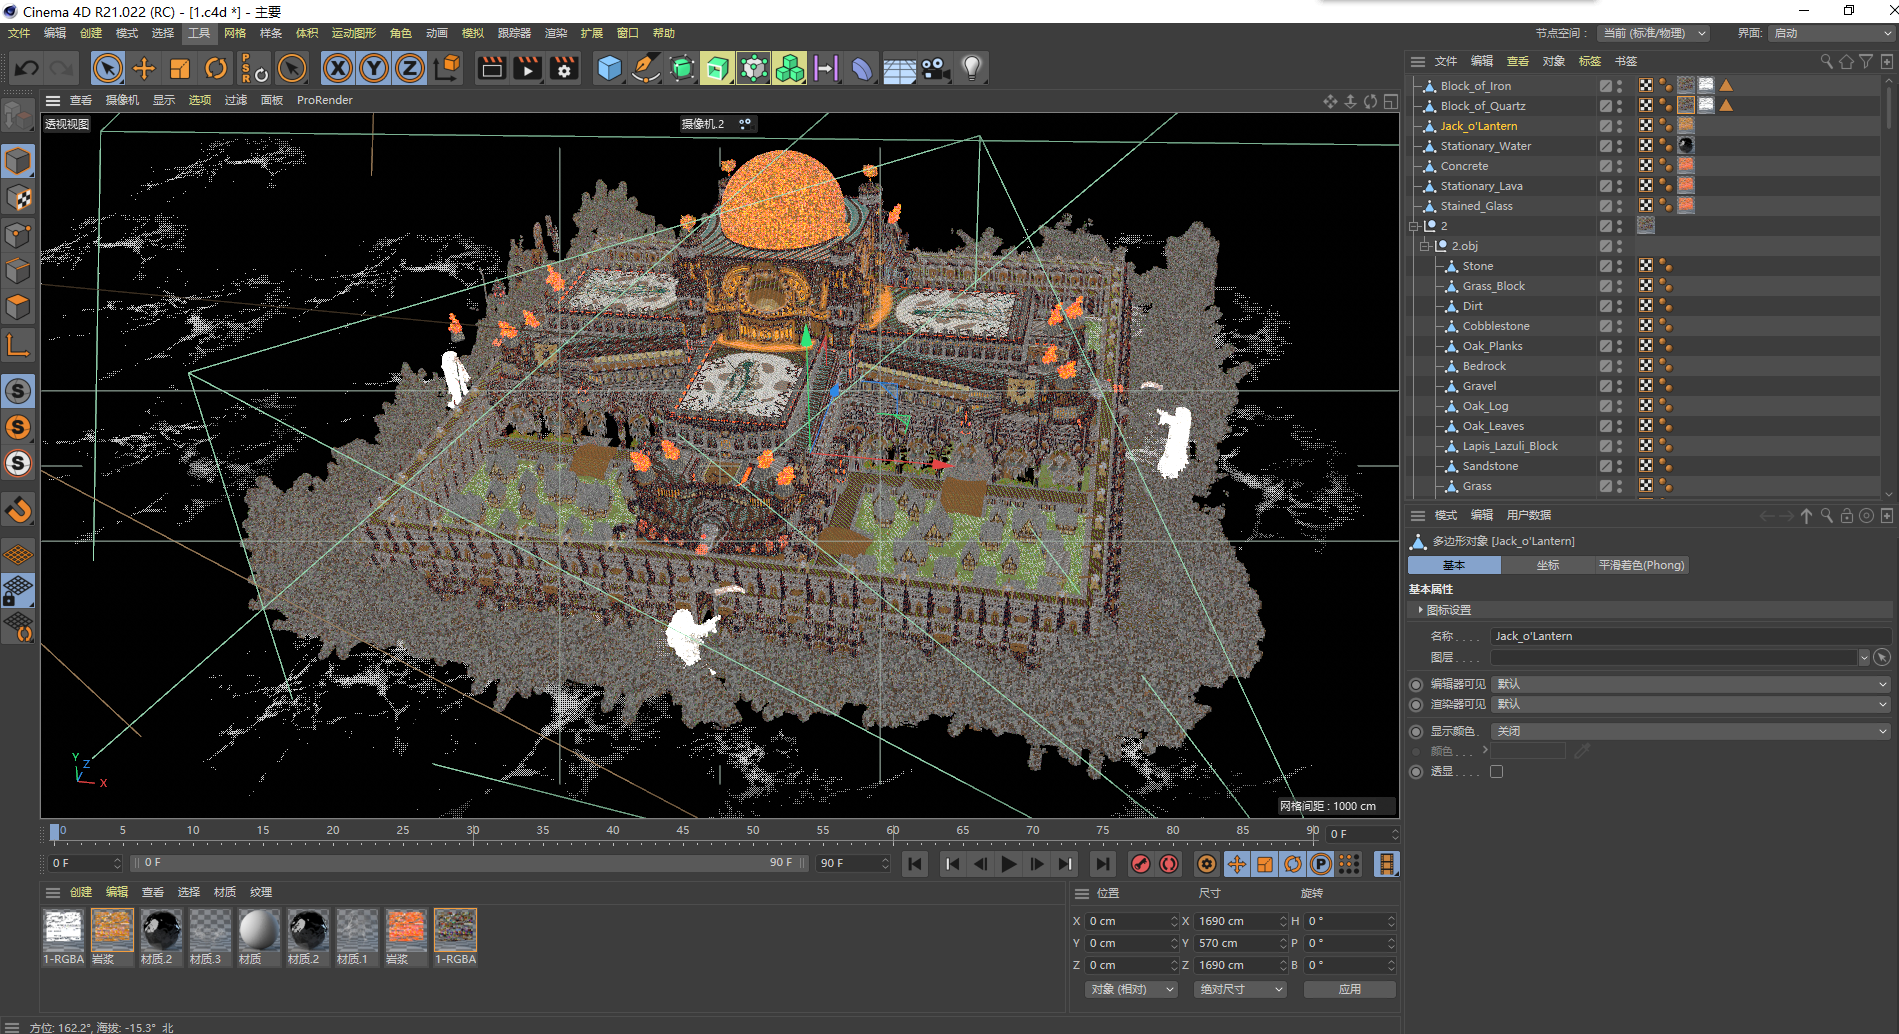 Cinema 4D R21.022 (RC) - [1.c4d *] - 主要
文件 编辑 创建 模式 选择 工具 网格 样条 体积 运动图形 角色 动画 模拟 跟踪器 渲染 扩展 窗口 帮助
节点空间： 当前 (标准/物理) 界面: 启动
P
S
R
X Y Z
查看 摄像机 显示 选项 过滤 面板 ProRender
透视视图
摄像机.2
S
S
S
Y
Z
X
网格间距 : 1000 cm
文件 编辑 查看 对象 标签 书签
Block_of_Iron
Block_of_Quartz
Jack_o'Lantern
Stationary_Water
Concrete
Stationary_Lava
Stained_Glass
2
2.obj
Stone
Grass_Block
Dirt
Cobblestone
Oak_Planks
Bedrock
Gravel
Oak_Log
Oak_Leaves
Lapis_Lazuli_Block
Sandstone
Grass
模式 编辑 用户数据
多边形对象 [Jack_o'Lantern]
基本 坐标 平滑着色(Phong)
基本属性
图标设置
名称 . . . . Jack_o'Lantern
图层 . . . .
编辑器可见 默认
渲染器可见 默认
显示颜色 . 关闭
颜色 . . .
透显 . . . .
0 5 10 15 20 25 30 35 40 45 50 55 60 65 70 75 80 85 90 0 F
0 F 0 F 90 F 90 F
P
创建 编辑 查看 选择 材质 纹理
1-RGBA 岩浆 材质.2 材质.3 材质 材质.2 材质.1 岩浆 1-RGBA
位置 尺寸 旋转
X 0 cm X 1690 cm H 0 °
Y 0 cm Y 570 cm P 0 °
Z 0 cm Z 1690 cm B 0 °
对象 (相对) 绝对尺寸 应用
方位: 162.2°, 海拔: -15.3° 北